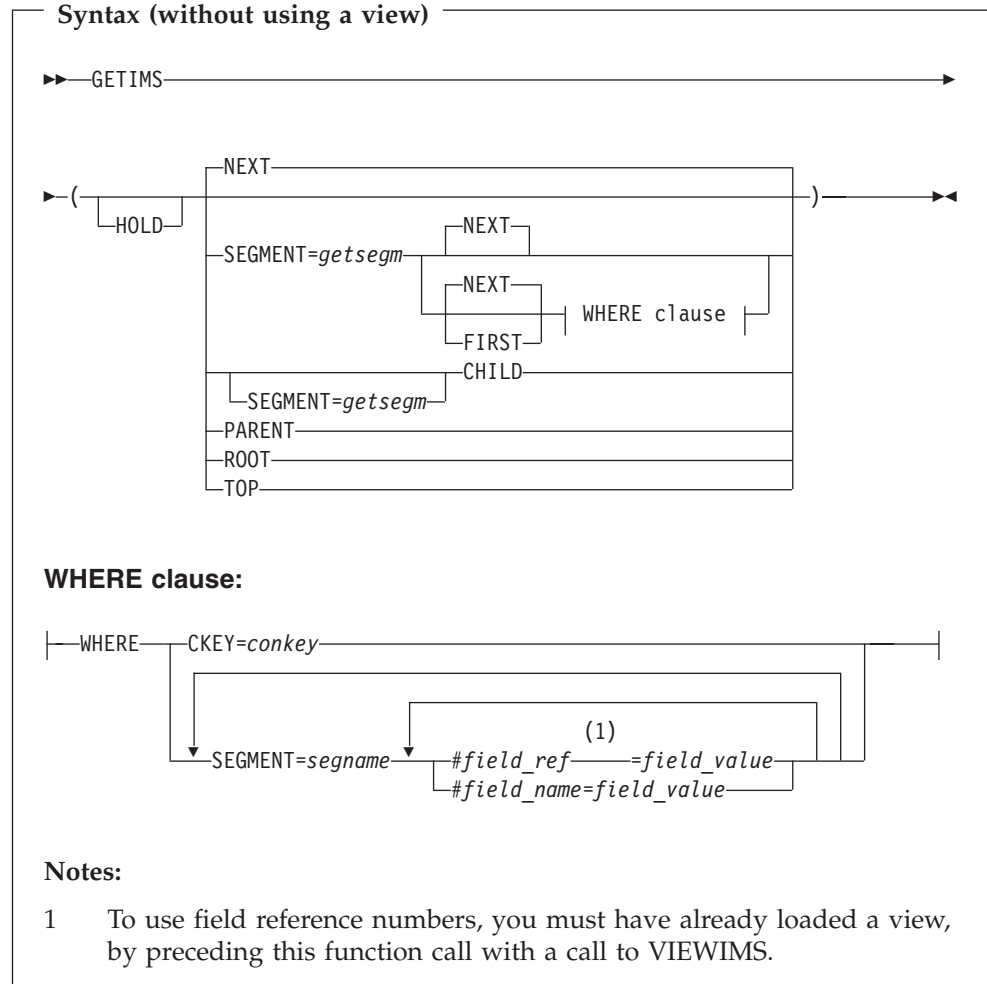 Syntax (without using a view)
GETIMS
NEXT
( )
HOLD
NEXT
SEGMENT=getsegm
NEXT
WHERE clause
FIRST
CHILD
SEGMENT=getsegm
PARENT
ROOT
TOP
WHERE clause:
WHERE CKEY=conkey
(1)
SEGMENT=segname #field_ref =field_value
#field_name=field_value
Notes:
1 To use field reference numbers, you must have already loaded a view,
by preceding this function call with a call to VIEWIMS.